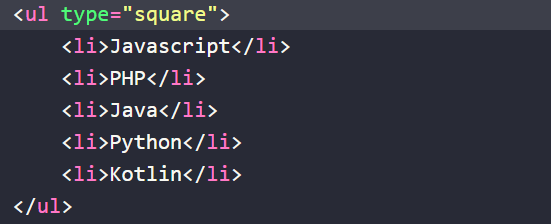 <ul type="square">
    <li>Javascript</li>
    <li>PHP</li>
    <li>Java</li>
    <li>Python</li>
    <li>Kotlin</li>
</ul>